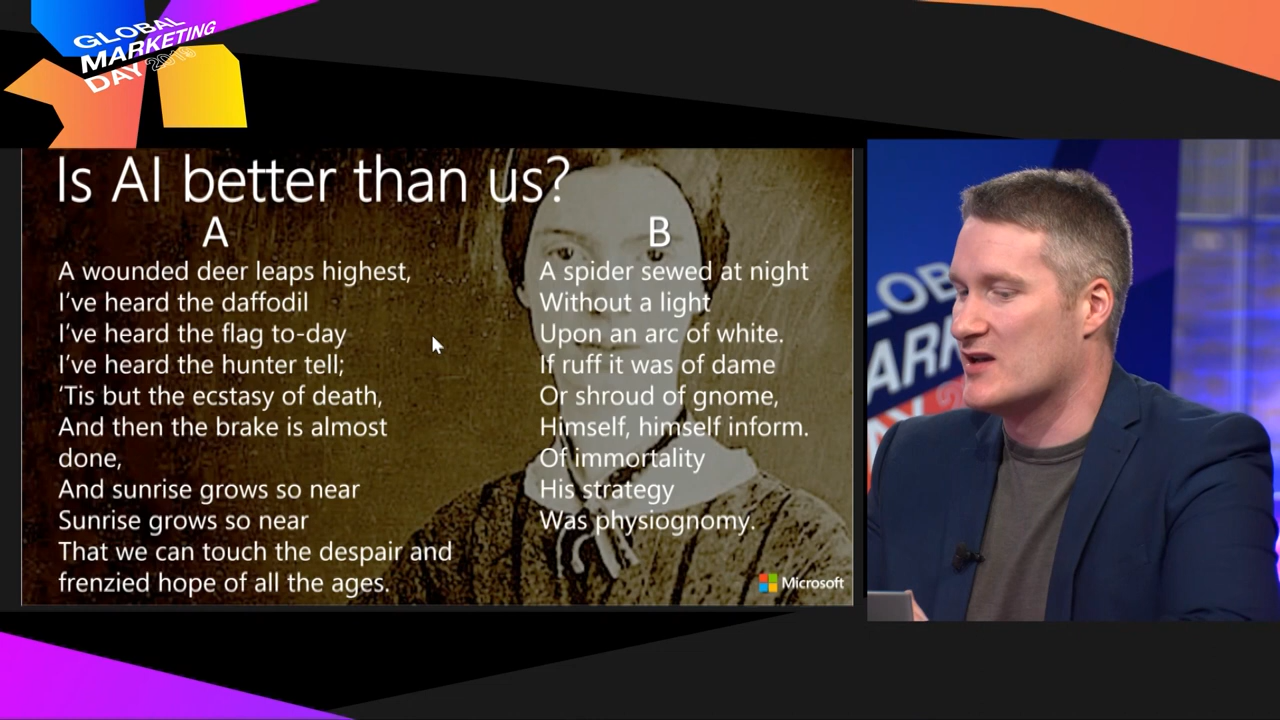 GLOBAL
MARKETING
DAY 2019
Is AI better than us?
A
A wounded deer leaps highest,
I've heard the daffodil
I've heard the flag to-day
I've heard the hunter tell;
‘Tis but the ecstasy of death,
And then the brake is almost
done,
And sunrise grows so near
Sunrise grows so near
That we can touch the despair and
frenzied hope of all the ages.
B
A spider sewed at night
Without a light
Upon an arc of white.
If ruff it was of dame
Or shroud of gnome,
Himself, himself inform.
Of immortality
His strategy
Was physiognomy.
Microsoft